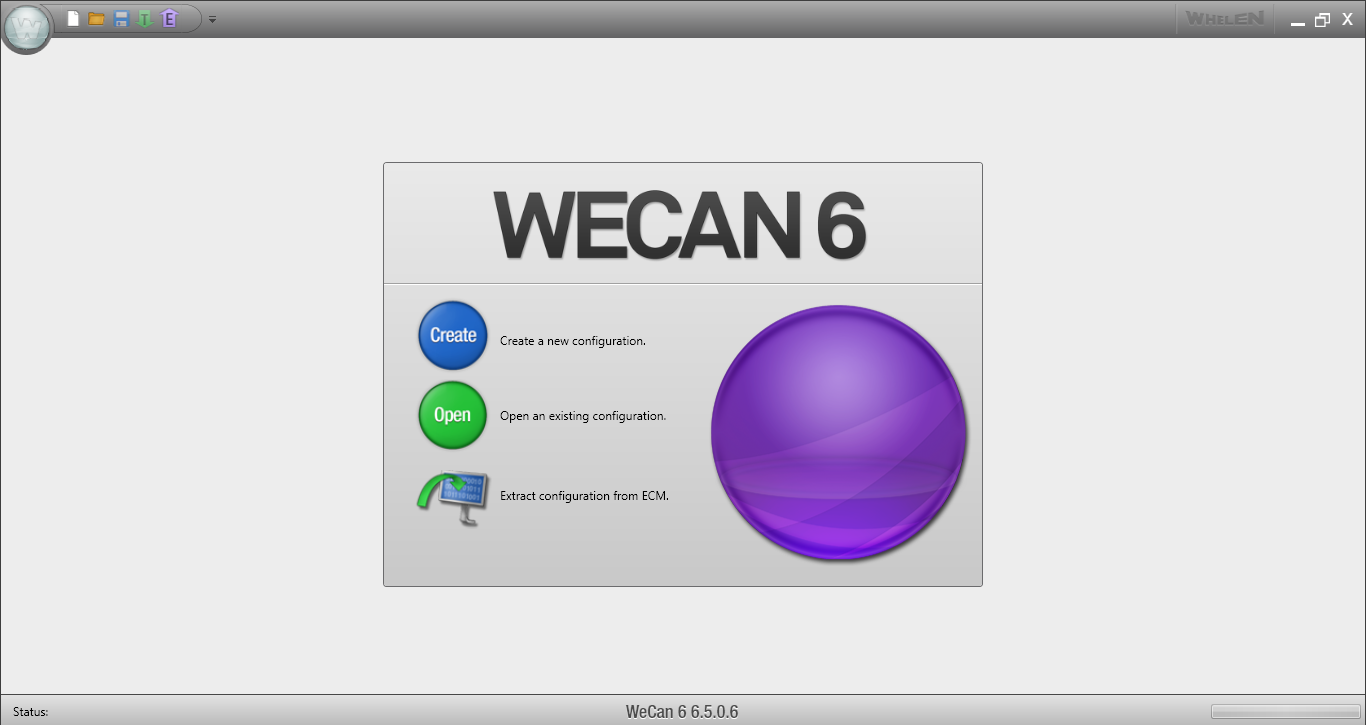 W
T
E
WHELEN
X
WECAN 6
Create
Create a new configuration.
Open
Open an existing configuration.
Extract configuration from ECM.
Status:
WeCan 6 6.5.0.6